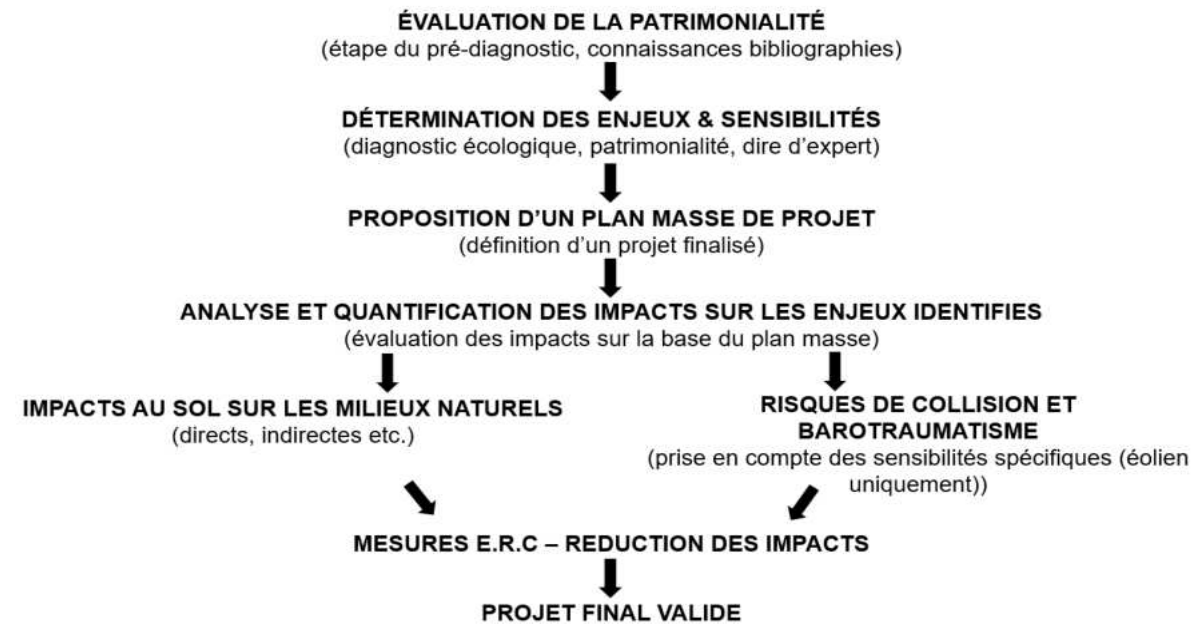 ÉVALUATION DE LA PATRIMONIALITÉ
(étape du pré-diagnostic, connaissances bibliographies)
DÉTERMINATION DES ENJEUX & SENSIBILITÉS
(diagnostic écologique, patrimonialité, dire d'expert)
PROPOSITION D'UN PLAN MASSE DE PROJET
(définition d'un projet finalisé)
ANALYSE ET QUANTIFICATION DES IMPACTS SUR LES ENJEUX IDENTIFIES
(évaluation des impacts sur la base du plan masse)
IMPACTS AU SOL SUR LES MILIEUX NATURELS
(directs, indirectes etc.)
RISQUES DE COLLISION ET
BAROTRAUMATISME
(prise en compte des sensibilités spécifiques (éolien
uniquement))
MESURES E.R.C – REDUCTION DES IMPACTS
PROJET FINAL VALIDE